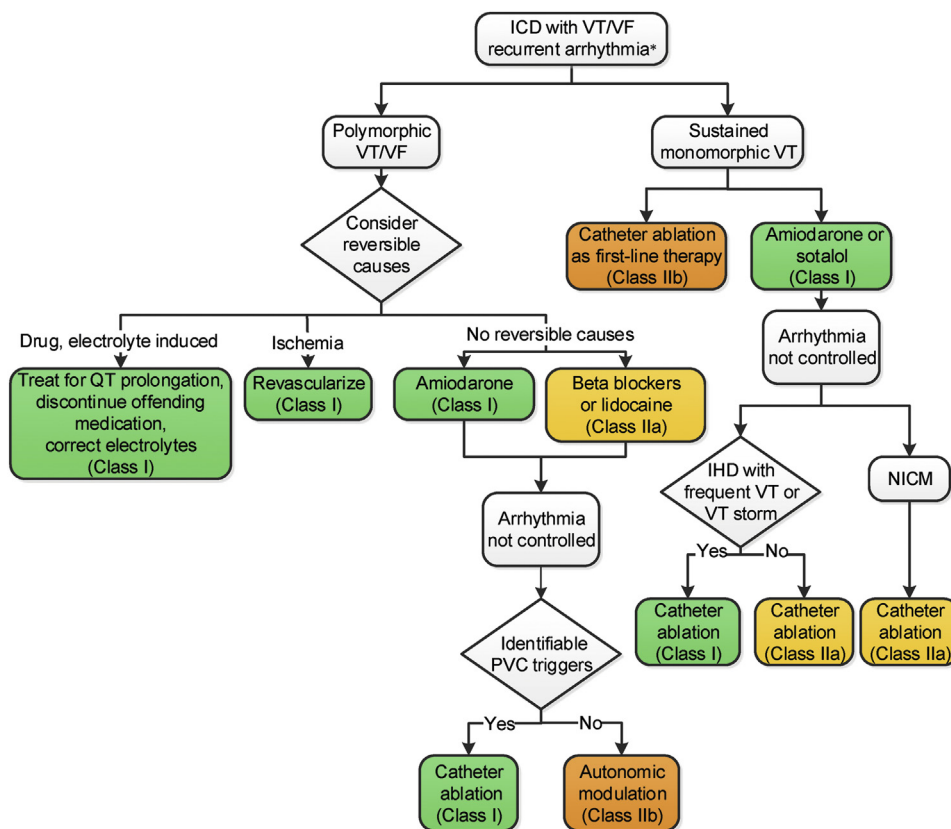 ICD with VT/VF
recurrent arrhythmia*
Polymorphic
VT/VF
Sustained
monomorphic VT
Consider
reversible
causes
Catheter ablation
as first-line therapy
(Class IIb)
Amiodarone or
sotalol
(Class I)
Drug, electrolyte induced
Ischemia
No reversible causes
Arrhythmia
not controlled
Treat for QT prolongation,
discontinue offending
medication,
correct electrolytes
(Class I)
Revascularize
(Class I)
Amiodarone
(Class I)
Beta blockers
or lidocaine
(Class IIa)
IHD with
frequent VT or
VT storm
NICM
Arrhythmia
not controlled
Yes
No
Catheter
ablation
(Class I)
Catheter
ablation
(Class IIa)
Catheter
ablation
(Class IIa)
Identifiable
PVC triggers
Yes
No
Catheter
ablation
(Class I)
Autonomic
modulation
(Class IIb)